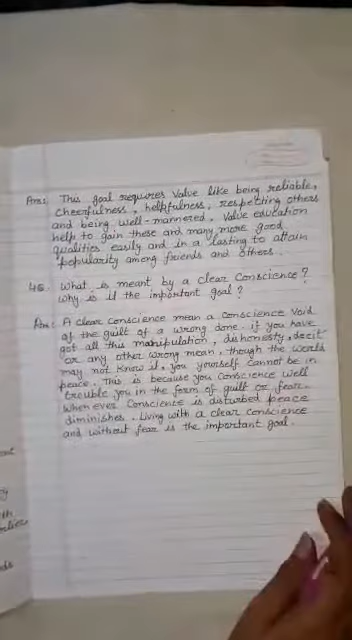 Ans: This goal requires value like being reliable,
cheerfulness, helpfulness, respecting others
and being well-mannered. Value education
help to gain these and many more good
qualities easily and in a lasting to attain
popularity among friends and others.
46. What is meant by a clear Conscience?
Why is it the important goal?
Ans: A clear conscience mean a conscience void
of the guilt of a wrong done. if you have
got all this manipulation, dishonesty, decit
or any other wrong mean, though the world
may not know it, you yourself cannot be in
peace. This is because you conscience well
trouble you in the form of guilt or fear.
when ever conscience is disturbed peace
diminishes. Living with a clear conscience
and without fear is the important goal.